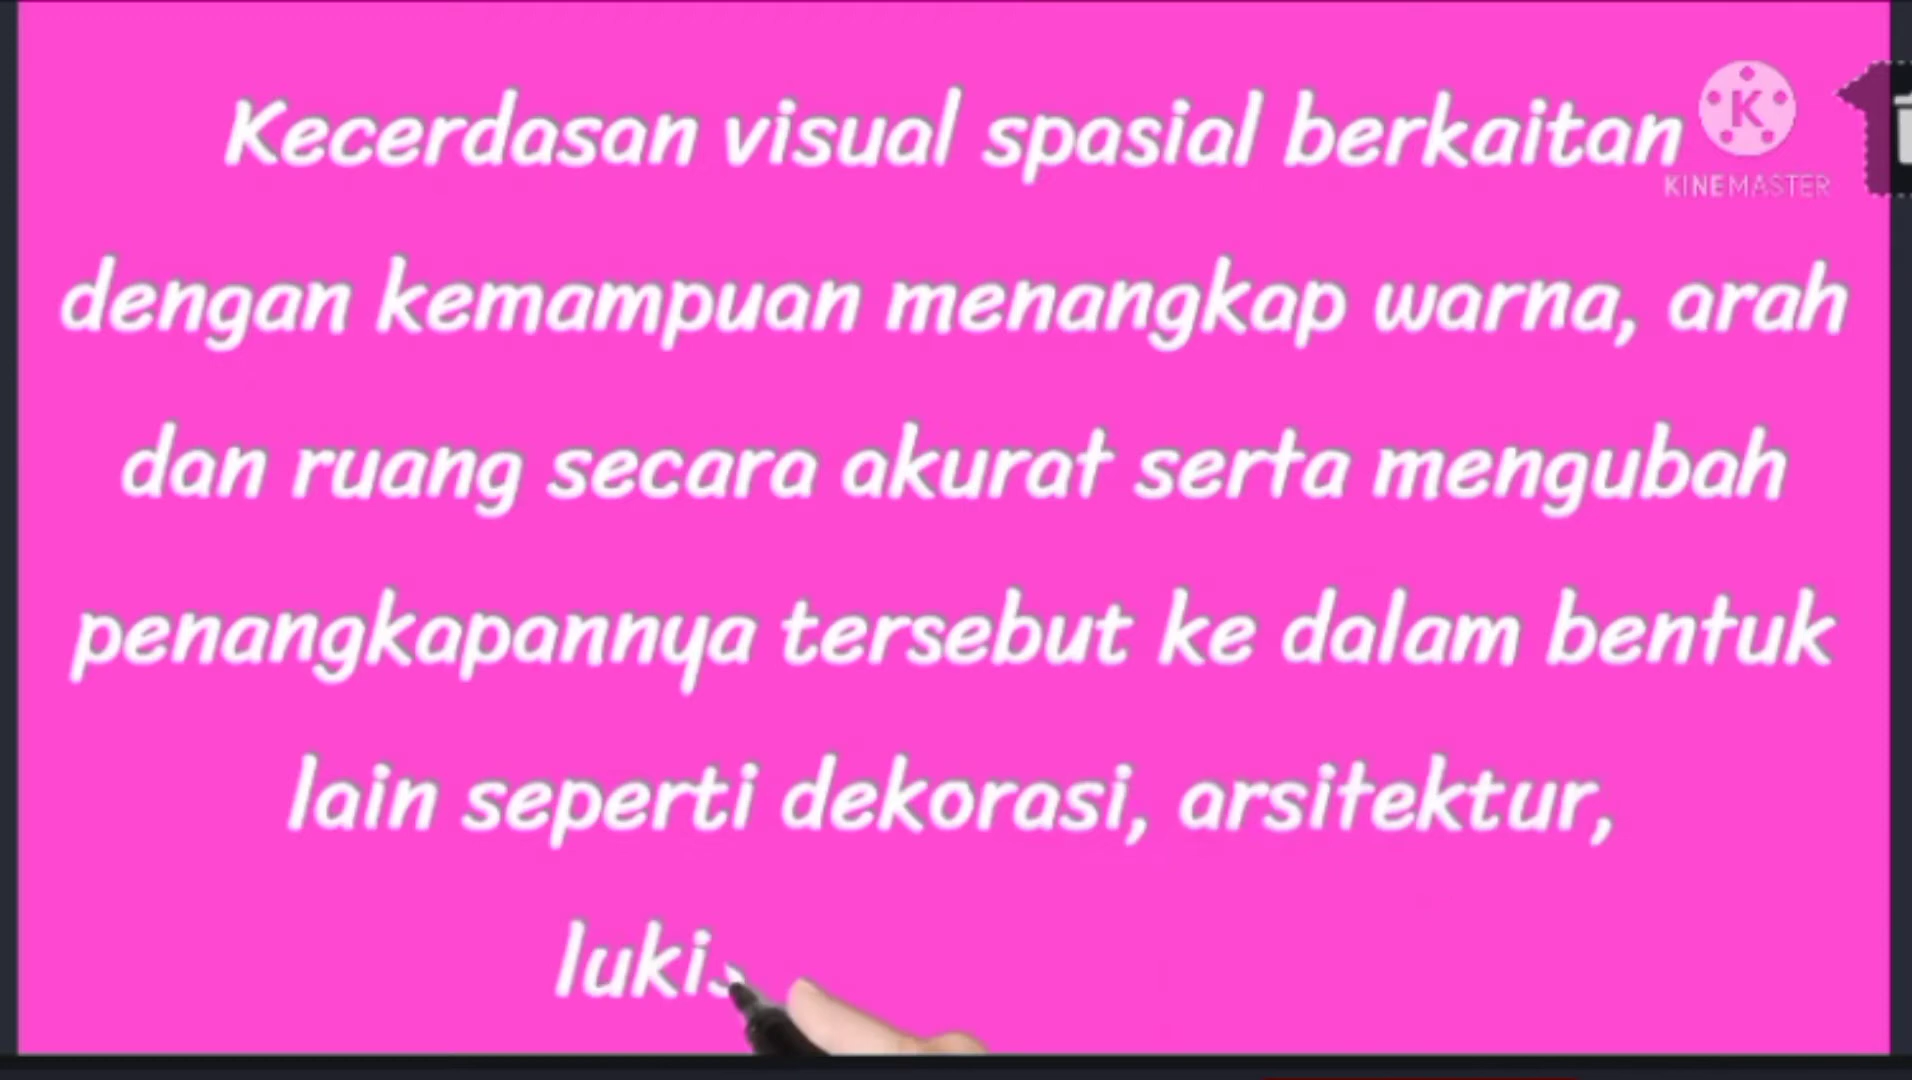 Kecerdasan visual spasial berkaitan
KINEMASTER
dengan kemampuan menangkap warna, arah
dan ruang secara akurat serta mengubah
penangkapannya tersebut ke dalam bentuk
lain seperti dekorasi, arsitektur,
lukis